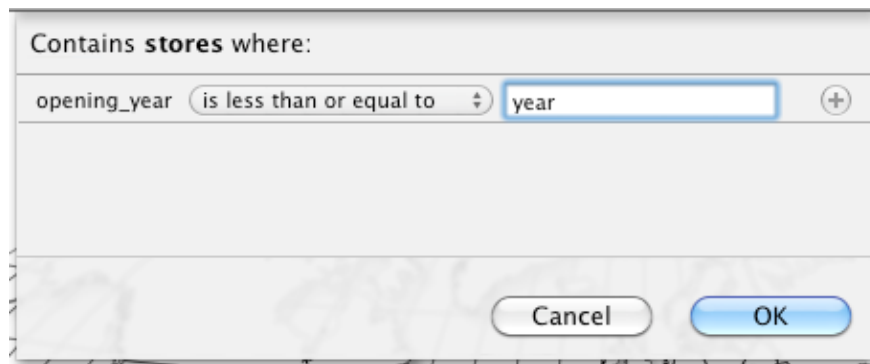 Contains stores where:
opening_year is less than or equal to year
Cancel OK